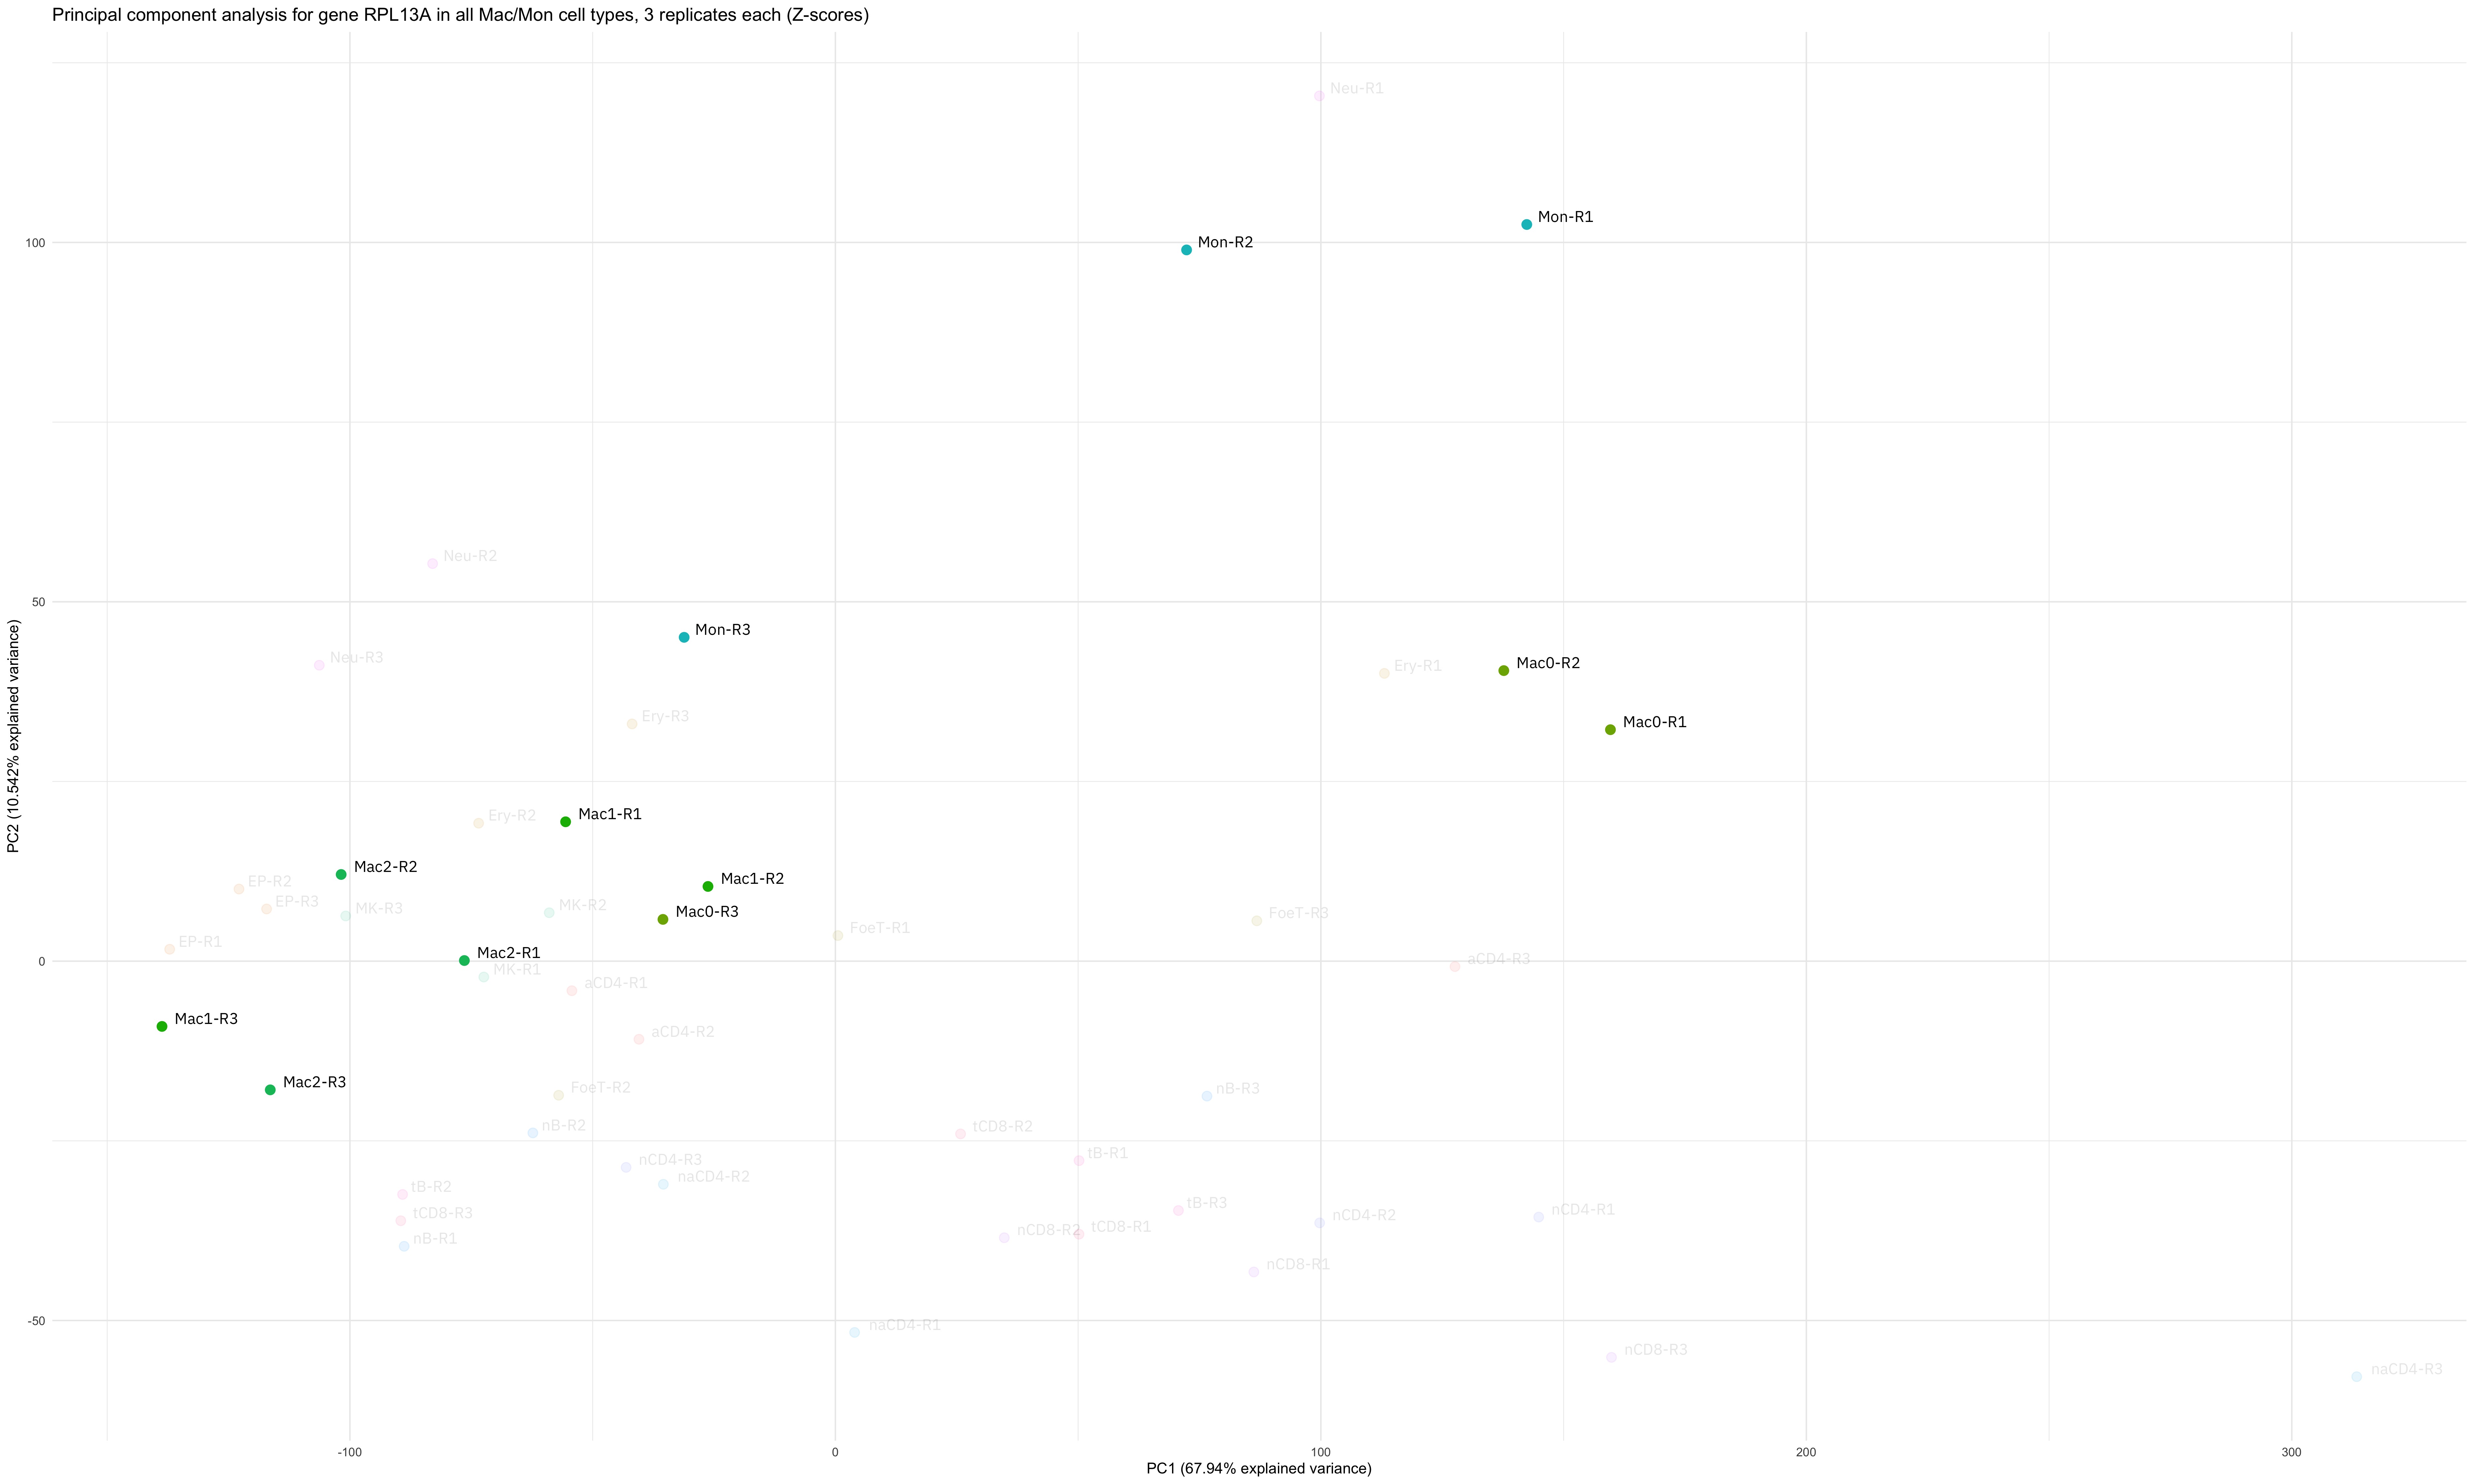 Principal component analysis for gene RPL13A in all Mac/Mon cell types, 3 replicates each (Z-scores)
Neu-R1
Mon-R1
Mon-R2
100
Neu-R2
50
Mon-R3
Neu-R3
Mac0-R2
Ery-R1
Ery-R3
Mac0-R1
PC2 (10.542% explained variance)
Ery-R2
Mac1-R1
Mac2-R2
EP-R2
Mac1-R2
EP-R3
MK-R3
MK-R2
Mac0-R3
FoeT-R3
FoeT-R1
EP-R1
Mac2-R1
0
aCD4-R3
MK-R1
aCD4-R1
Mac1-R3
aCD4-R2
Mac2-R3
FoeT-R2
nB-R3
nB-R2
tCD8-R2
tB-R1
nCD4-R3
naCD4-R2
tB-R2
tB-R3
nCD4-R1
tCD8-R3
nCD4-R2
tCD8-R1
nCD8-R2
nB-R1
nCD8-R1
-50
naCD4-R1
nCD8-R3
naCD4-R3
-100
0
100
200
300
PC1 (67.94% explained variance)